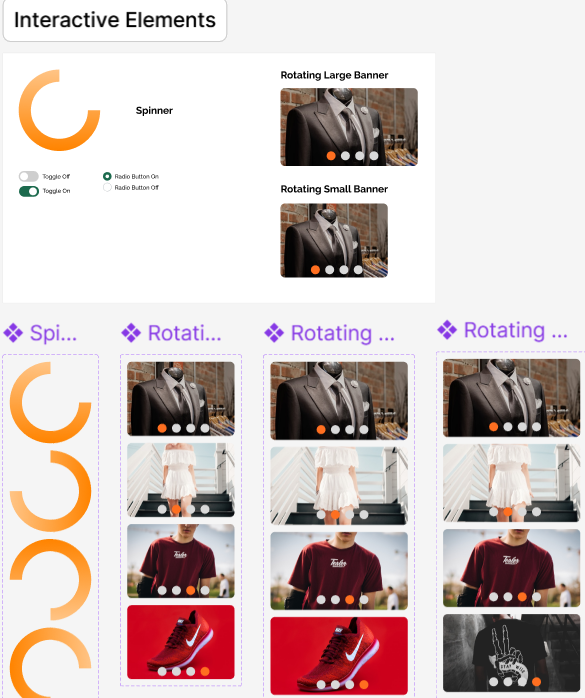 Interactive Elements
Rotating Large Banner
Spinner
Toggle Off
Radio Button On
Toggle On
Radio Button Off
Rotating Small Banner
Spi...
Rotati...
Rotating ...
Rotating ...